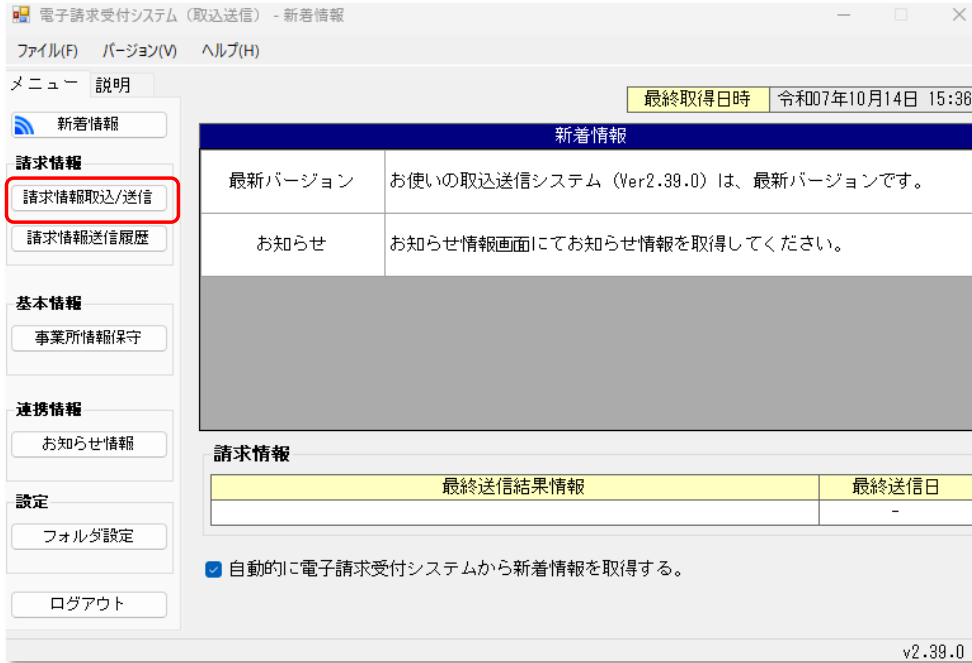 電子請求受付システム（取込送信） - 新着情報
ファイル(F) バージョン(V) ヘルプ(H)
メニュー 説明
新着情報
請求情報
請求情報取込/送信
請求情報送信履歴
基本情報
事業所情報保守
連携情報
お知らせ情報
設定
フォルダ設定
ログアウト
最終取得日時 令和07年10月14日 15:36
新着情報
最新バージョン お使いの取込送信システム（Ver2.39.0）は、最新バージョンです。
お知らせ お知らせ情報画面にてお知らせ情報を取得してください。
請求情報
最終送信結果情報 最終送信日
-
自動的に電子請求受付システムから新着情報を取得する。
v2.39.0